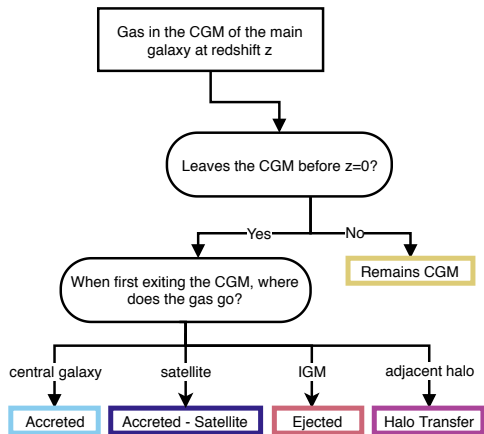 Gas in the CGM of the main
galaxy at redshift z
Leaves the CGM before z=0?
Yes
No
Remains CGM
When first exiting the CGM, where
does the gas go?
central galaxy
satellite
IGM
adjacent halo
Accreted
Accreted - Satellite
Ejected
Halo Transfer